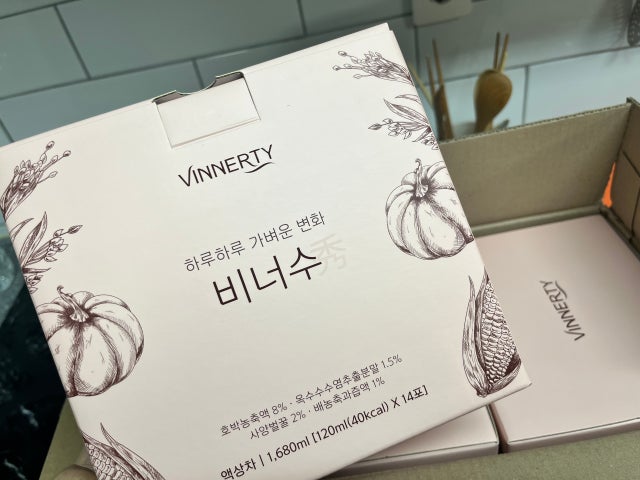 VINNERTY
하루하루 가벼운 변화
비너수秀
호박농축액 8% · 옥수수수염추출분말 1.5%
사양벌꿀 2% · 배농축과즙액 1%
액상차 | 1,680ml [120ml(40kcal) X 14포]
VINNERTY